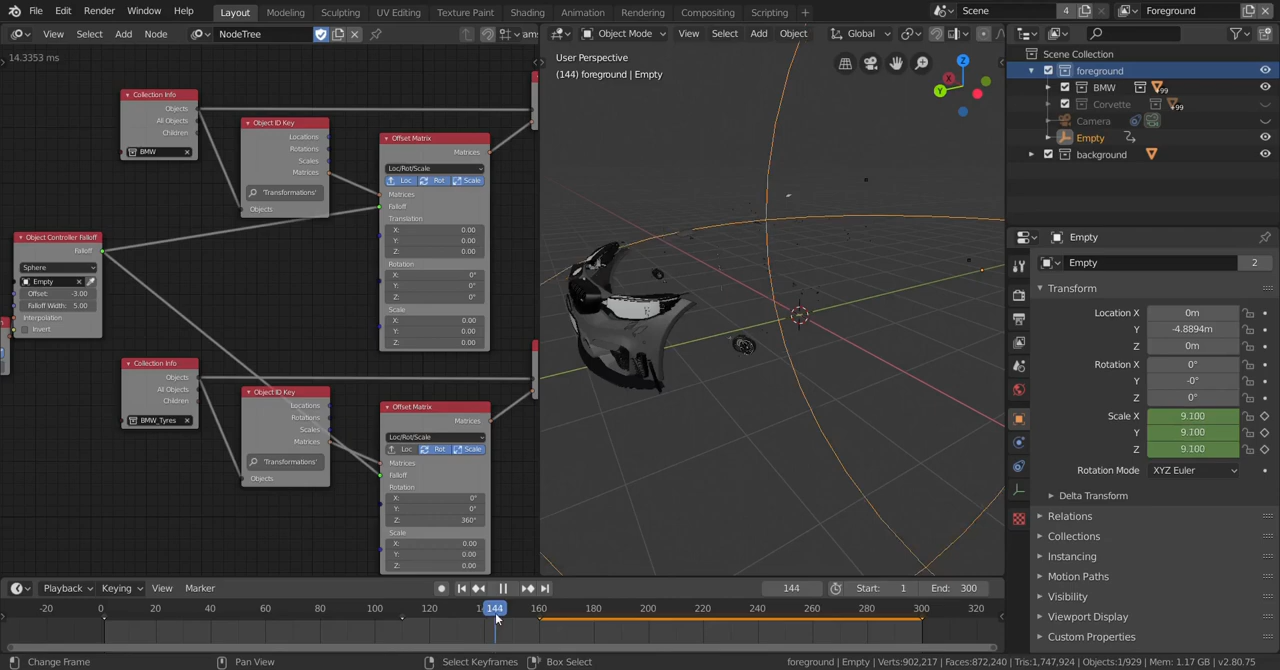 File Edit Render Window Help
Layout Modeling Sculpting UV Editing Texture Paint Shading Animation Rendering Compositing Scripting +
Scene 4
Foreground
View Select Add Node
NodeTree
Object Mode
View Select Add Object
Global
14.3353 ms
Collection Info
Objects
All Objects
Children
BMW
Object ID Key
Locations
Rotations
Scales
Matrices
'Transformations'
Objects
Offset Matrix
Matrices
Loc/Rot/Scale
Loc Rot Scale
Matrices
Falloff
Translation
X: 0.00
Y: 0.00
Z: 0.00
Rotation
X: 0°
Y: 0°
Z: 0°
Scale
X: 0.00
Y: 0.00
Z: 0.00
Object Controller Falloff
Falloff
Sphere
Empty
Offset: -3.00
Falloff Width: 5.00
Interpolation
Invert
Collection Info
Objects
All Objects
Children
BMW_Tyres
Object ID Key
Locations
Rotations
Scales
Matrices
'Transformations'
Objects
Offset Matrix
Matrices
Loc/Rot/Scale
Loc Rot Scale
Matrices
Falloff
Rotation
X: 0°
Y: 0°
Z: 360°
Scale
X: 0.00
Y: 0.00
Z: 0.00
User Perspective
(144) foreground | Empty
Z
X
Y
Scene Collection
foreground
BMW 99
Corvette 99
Camera
Empty
background
Empty
Empty 2
Transform
Location X 0m
Y -4.8894m
Z 0m
Rotation X 0°
Y -0°
Z 0°
Scale X 9.100
Y 9.100
Z 9.100
Rotation Mode XYZ Euler
Delta Transform
Relations
Collections
Instancing
Motion Paths
Visibility
Viewport Display
Custom Properties
Playback Keying View Marker
144 Start: 1 End: 300
-20 0 20 40 60 80 100 120 144 160 180 200 220 240 260 280 300 320
Change Frame Pan View Select Keyframes Box Select
foreground | Empty | Verts:902,217 | Faces:872,240 | Tris:1,747,924 | Objects:1/929 | Mem: 1.17 GB | v2.80.75